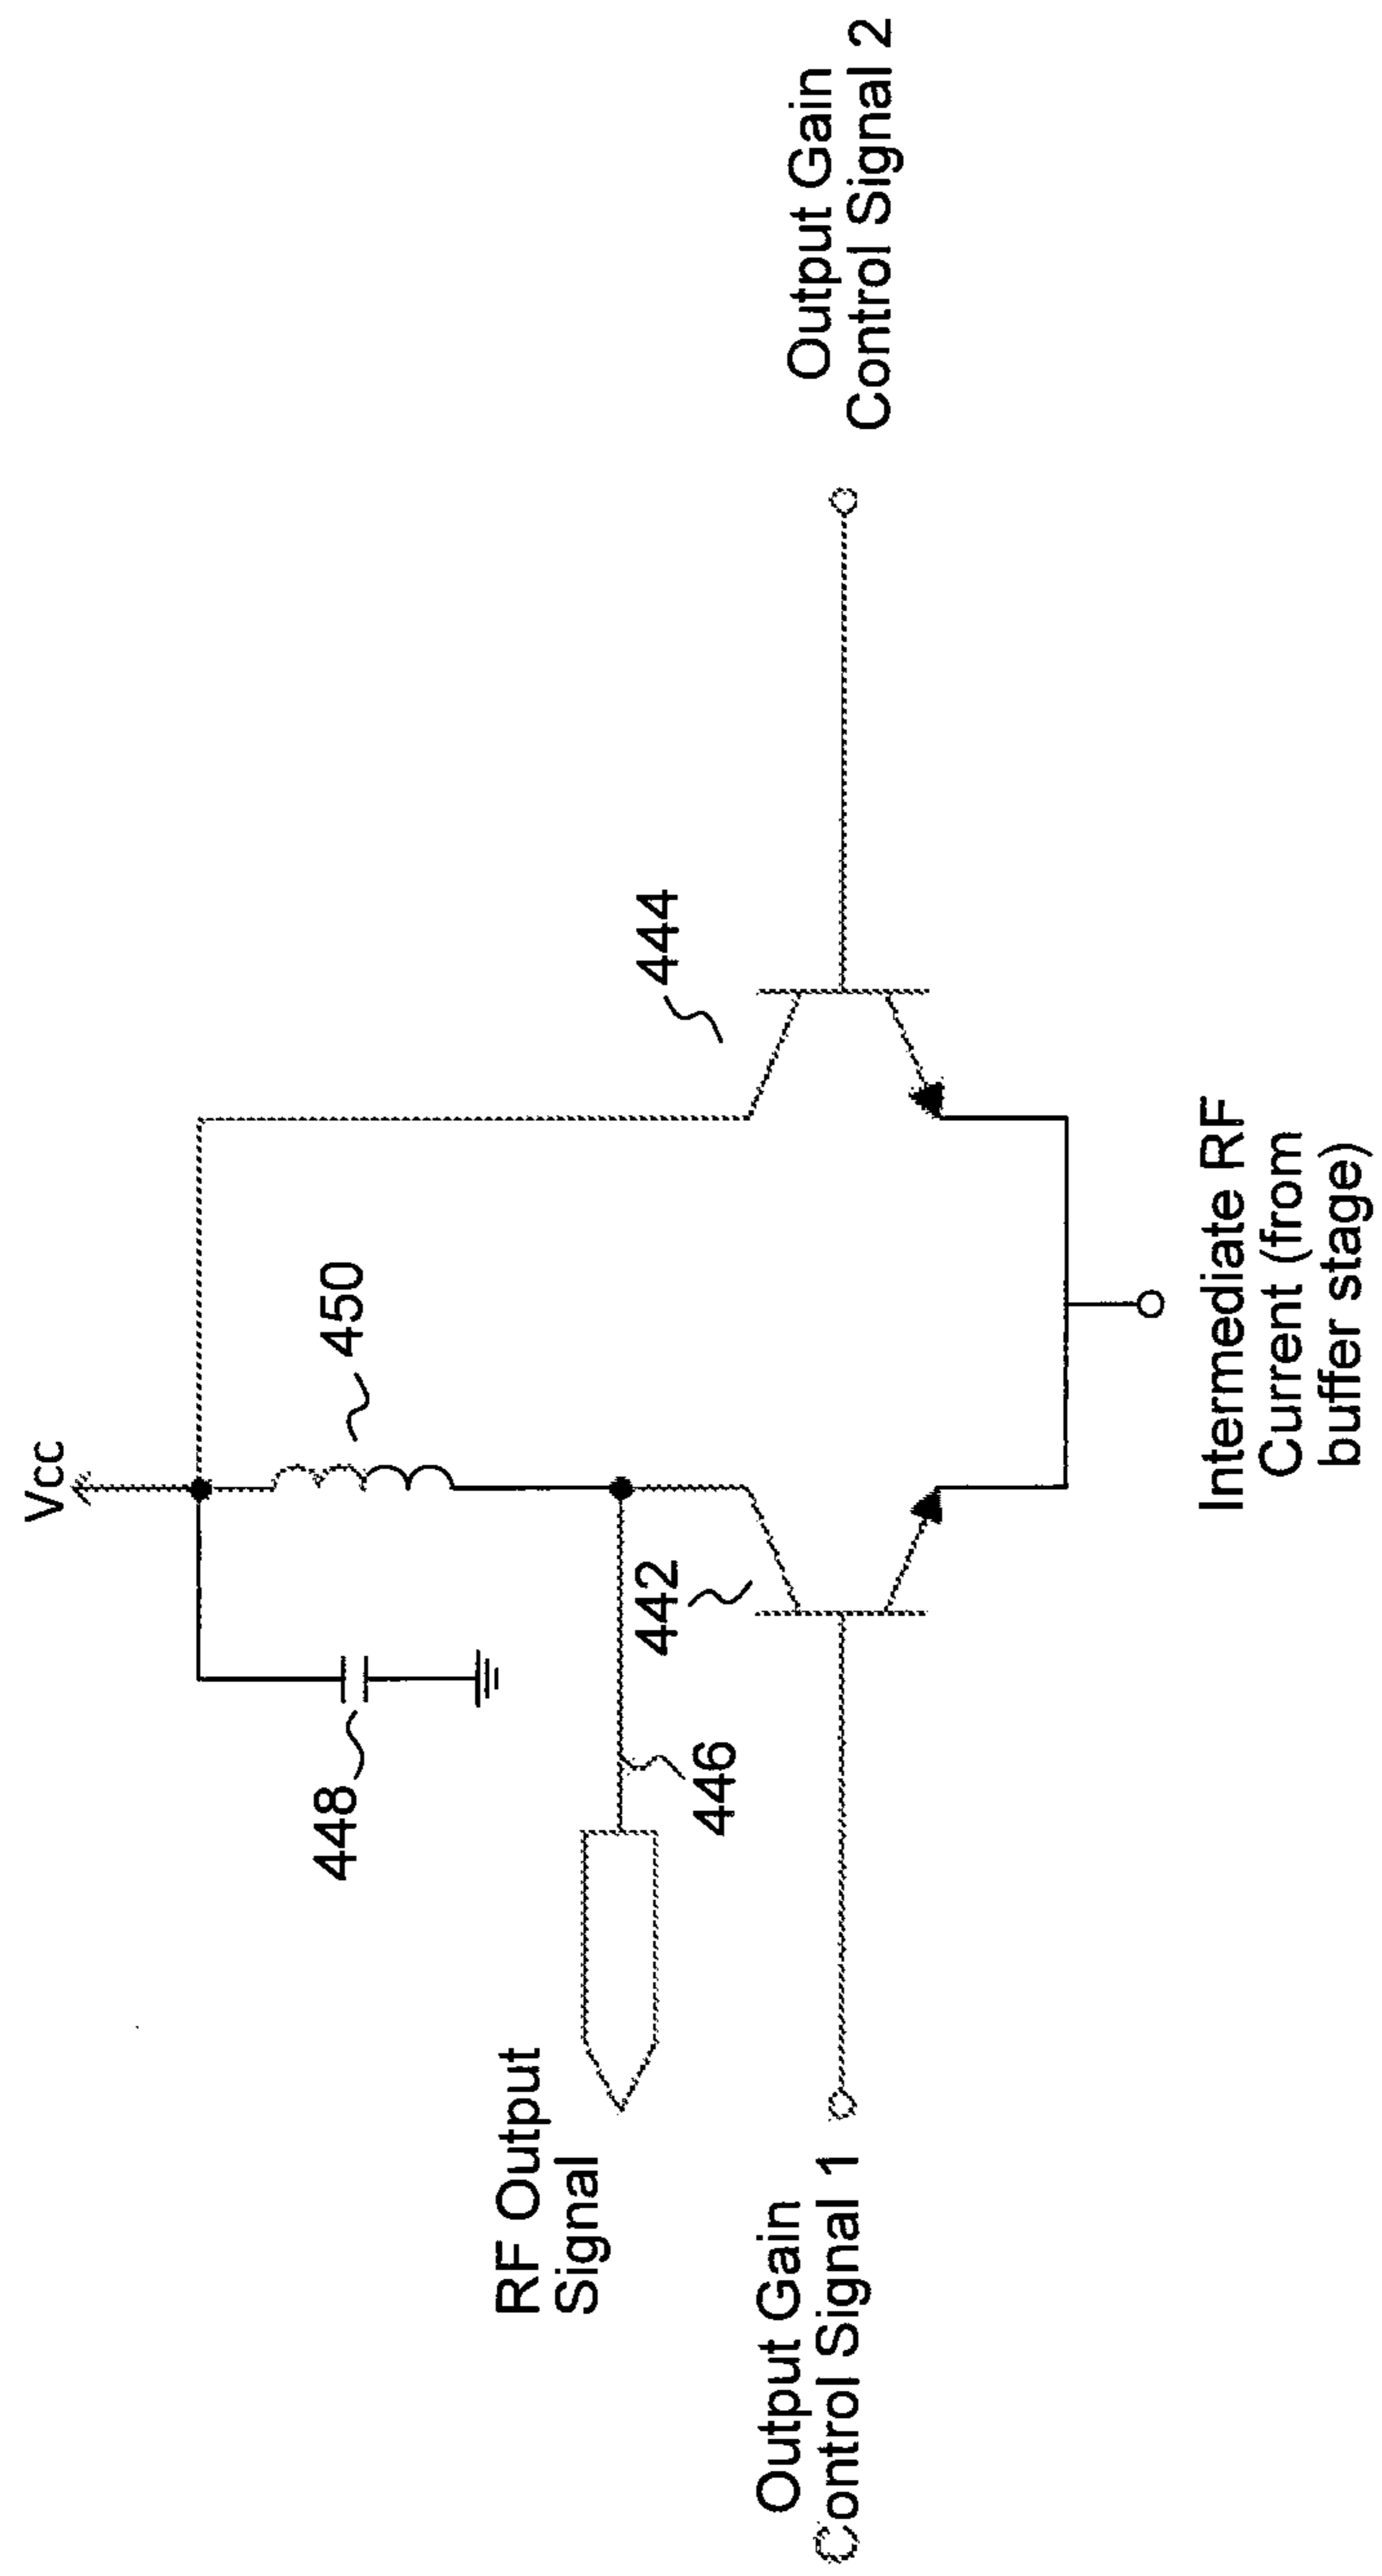 Vcc
448
450
RF Output
Signal
446
442
444
Output Gain
Control Signal 1
Output Gain
Control Signal 2
Intermediate RF
Current (from
buffer stage)